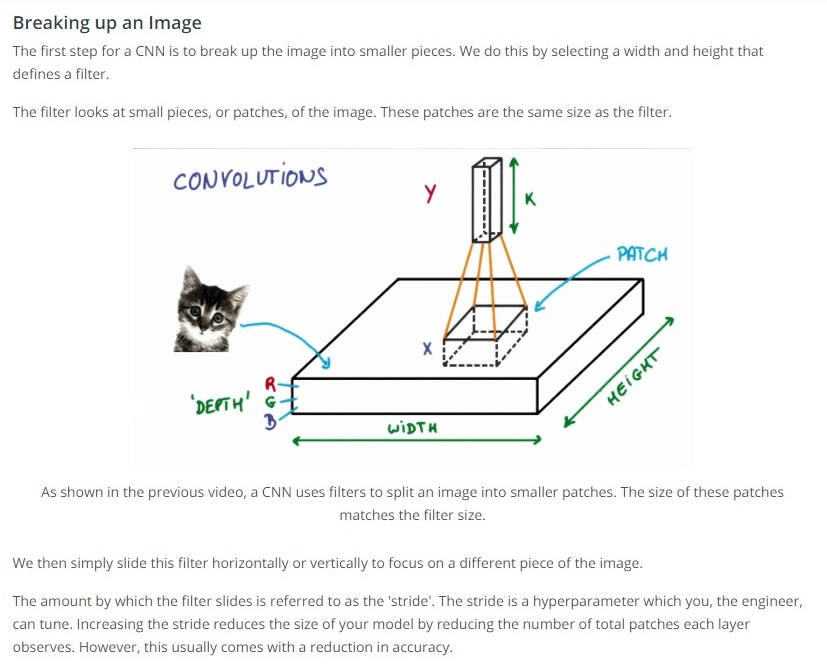 Breaking up an Image
The first step for a CNN is to break up the image into smaller pieces. We do this by selecting a width and height that
defines a filter.
The filter looks at small pieces, or patches, of the image. These patches are the same size as the filter.
CONVOLUTIONS
Y
K
PATCH
X
R
'DEPTH' G
B
WIDTH
HEIGHT
As shown in the previous video, a CNN uses filters to split an image into smaller patches. The size of these patches
matches the filter size.
We then simply slide this filter horizontally or vertically to focus on a different piece of the image.
The amount by which the filter slides is referred to as the 'stride'. The stride is a hyperparameter which you, the engineer,
can tune. Increasing the stride reduces the size of your model by reducing the number of total patches each layer
observes. However, this usually comes with a reduction in accuracy.